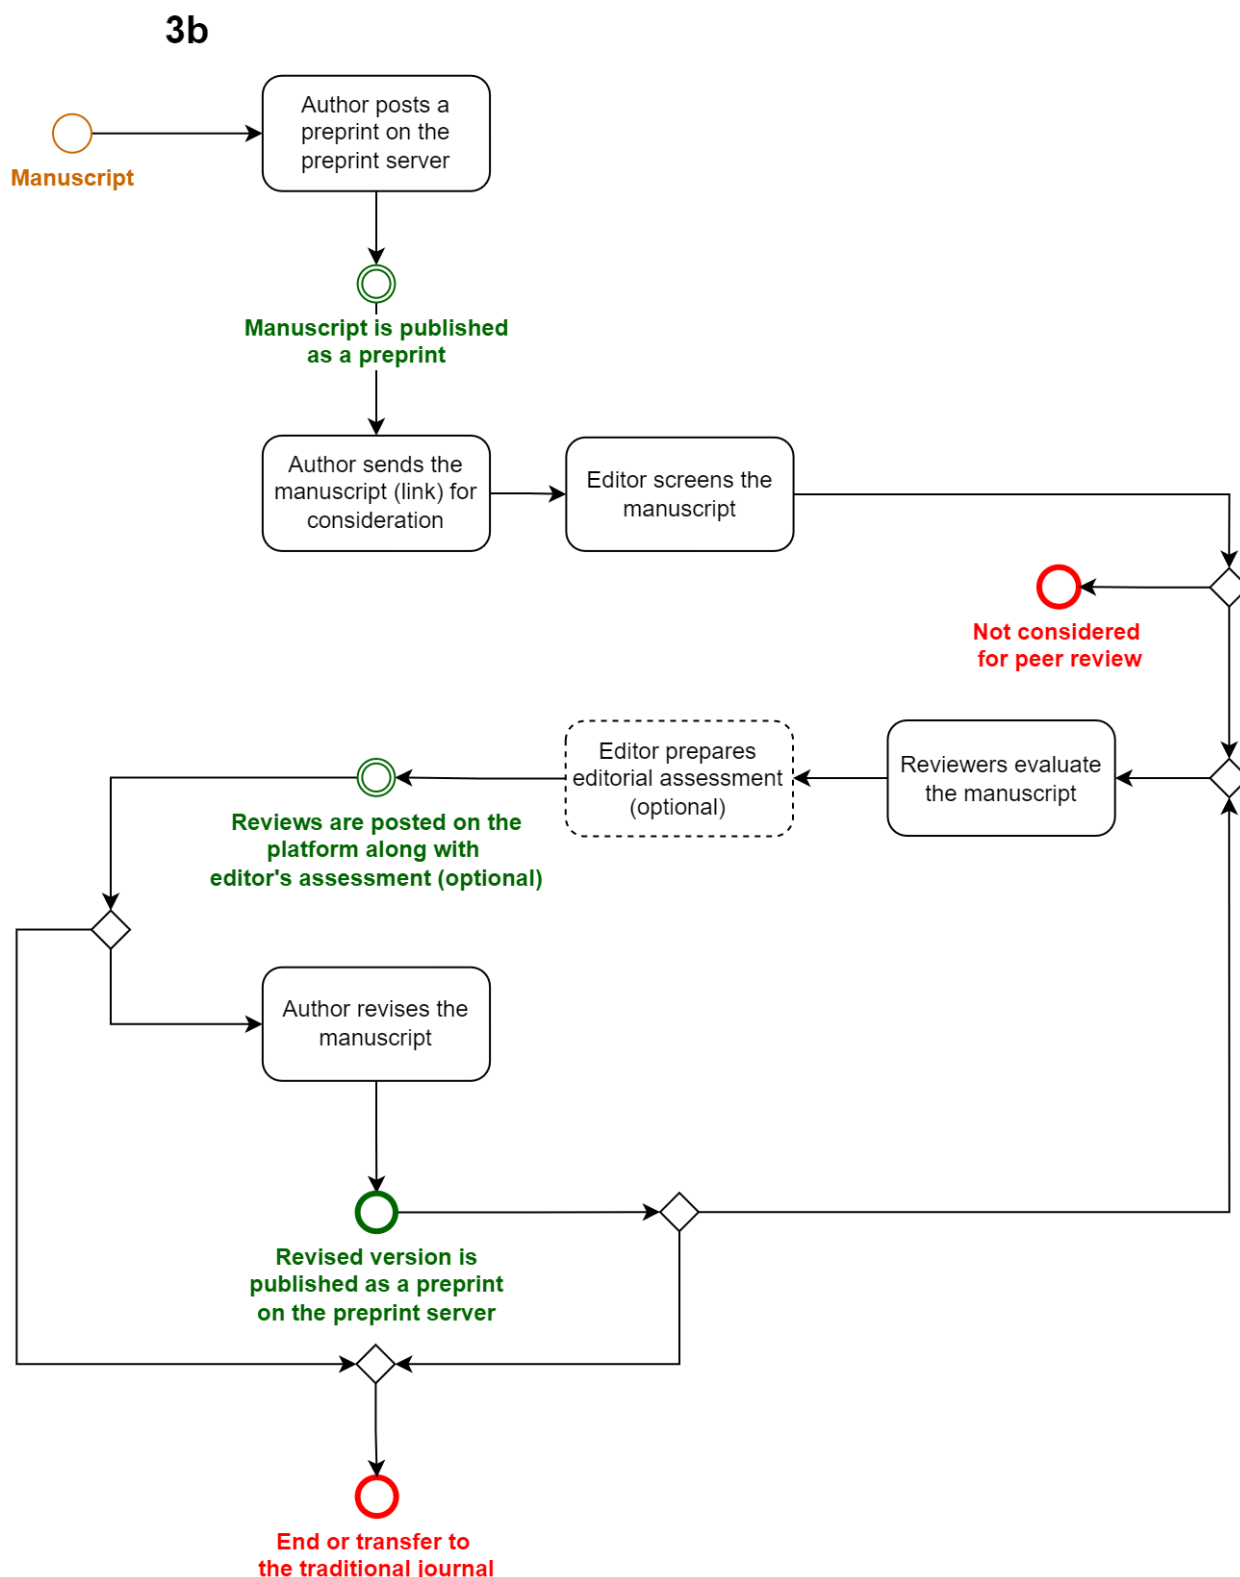 3b
Author posts a
preprint on the
preprint server
Manuscript
Manuscript is published
as a preprint
Author sends the
manuscript (link) for
consideration
Editor screens the
manuscript
Not considered
for peer review
Editor prepares
editorial assessment
(optional)
Reviewers evaluate
the manuscript
Reviews are posted on the
platform along with
editor's assessment (optional)
Author revises the
manuscript
Revised version is
published as a preprint
on the preprint server
End or transfer to
the traditional journal